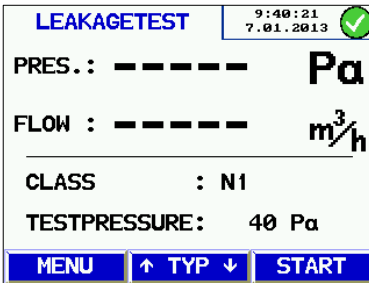 LEAKAGETEST
9:40:21
7.01.2013
PRES.: ----- Pa
FLOW : ----- m³/h
CLASS : N1
TESTPRESSURE: 40 Pa
MENU ↑ TYP ↓ START